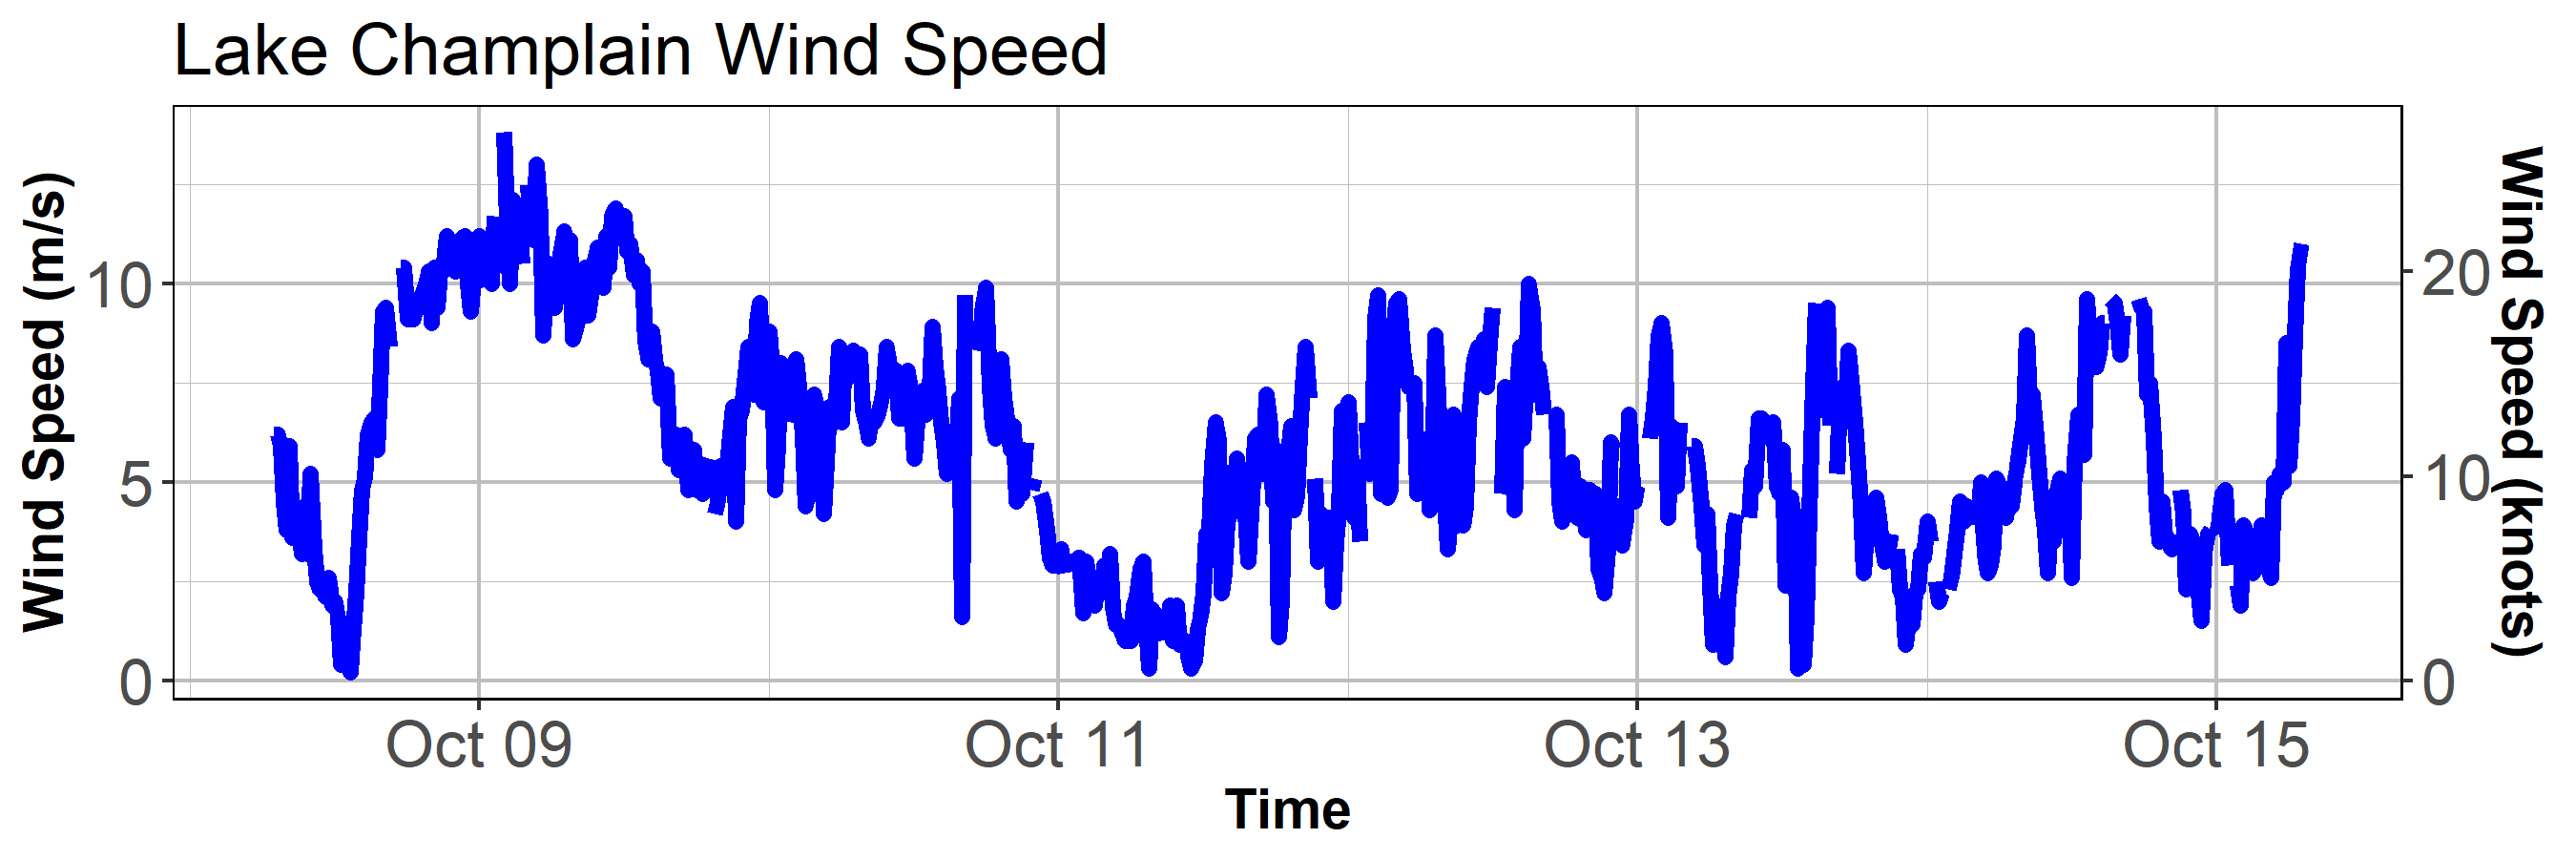 Lake Champlain Wind Speed
Wind Speed (m/s)
10
5
0
20
10
0
Wind Speed (knots)
Oct 09
Oct 11
Oct 13
Oct 15
Time